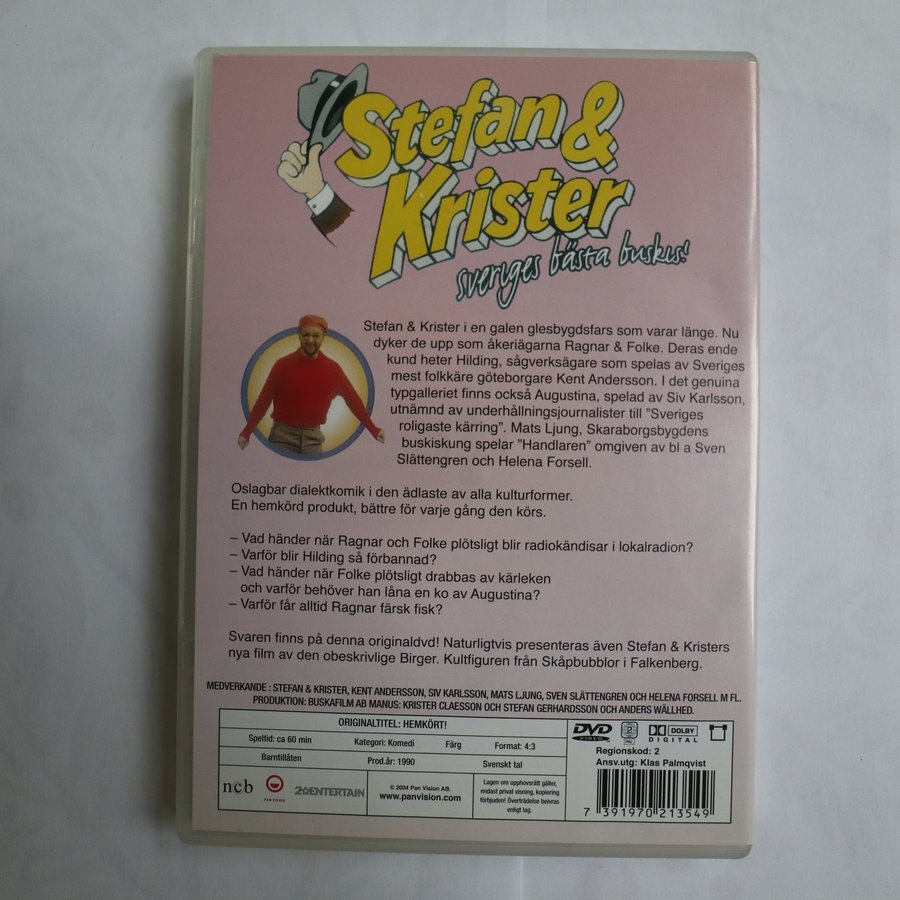 Stefan &
Krister
sveriges bästa buskis!
Stefan & Krister i en galen glesbygdsfars som varar länge. Nu
dyker de upp som åkeriägarna Ragnar & Folke. Deras ende
kund heter Hilding, sågverksägare som spelas av Sveriges
mest folkkäre göteborgare Kent Andersson. I det genuina
typgalleriet finns också Augustina, spelad av Siv Karlsson,
utnämnd av underhållningsjournalister till ”Sveriges
roligaste kärring”. Mats Ljung, Skaraborgsbygdens
buskiskung spelar ”Handlaren” omgiven av bl a Sven
Slättengren och Helena Forsell.
Oslagbar dialektkomik i den ädlaste av alla kulturformer.
En hemkörd produkt, bättre för varje gång den körs.
– Vad händer när Ragnar och Folke plötsligt blir radiokändisar i lokalradion?
– Varför blir Hilding så förbannad?
– Vad händer när Folke plötsligt drabbas av kärleken
och varför behöver han låna en ko av Augustina?
– Varför får alltid Ragnar färsk fisk?
Svaren finns på denna originaldvd! Naturligtvis presenteras även Stefan & Kristers
nya film av den obeskrivlige Birger. Kultfiguren från Skåpbubblor i Falkenberg.
MEDVERKANDE : STEFAN & KRISTER, KENT ANDERSSON, SIV KARLSSON, MATS LJUNG, SVEN SLÄTTENGREN OCH HELENA FORSELL M FL.
PRODUKTION: BUSKAFILM AB MANUS: KRISTER CLAESSON OCH STEFAN GERHARDSSON OCH ANDERS WÄLLHED.
ORIGINALTITEL: HEMKÖRT!
Speltid: ca 60 min Kategori: Komedi Färg Format: 4:3
Barntillåten Prod.år: 1990 Svenskt tal
ncb
PAN VISION
2ENTERTAIN
© 2004 Pan Vision AB.
www.panvision.com
Lagen om upphovsrätt gäller,
endast privat visning, kopiering
förbjuden! Överträdelse beivras
enligt lag.
DVD
VIDEO
2
PAL
DOLBY
DIGITAL
Regionskod: 2
Ansv.utg: Klas Palmqvist
7 391970 213549